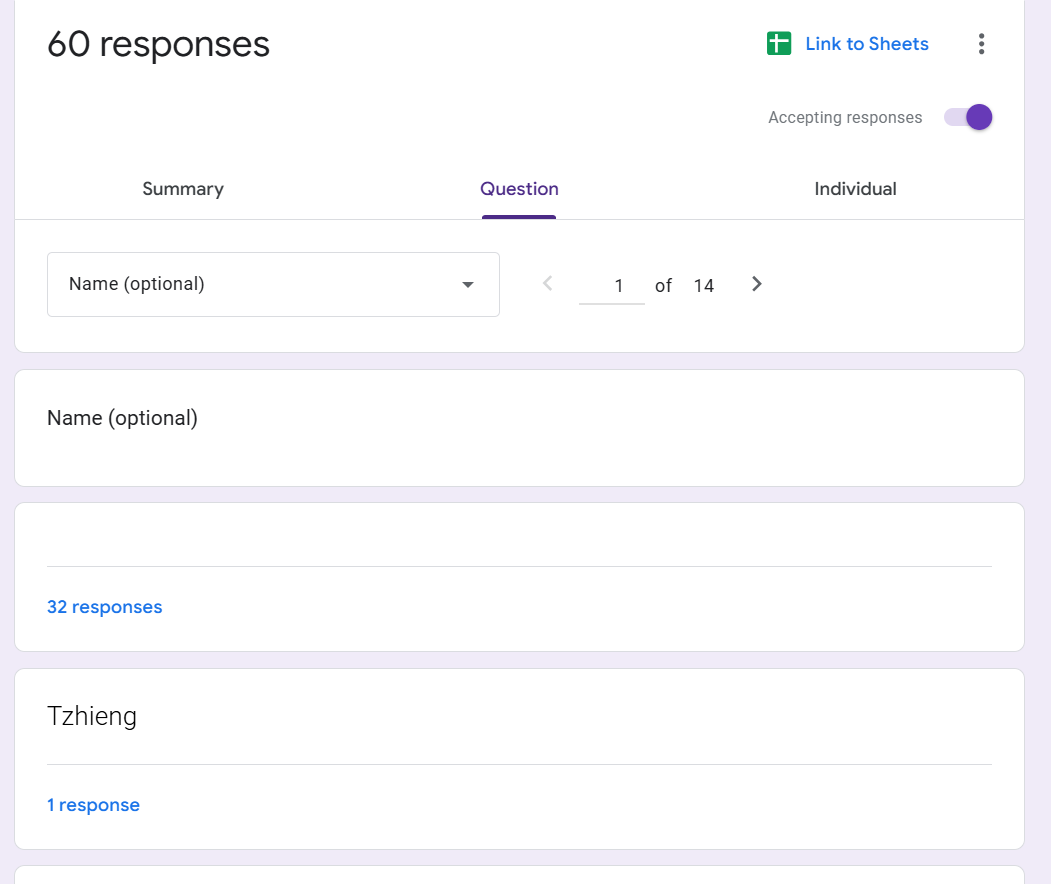 60 responses
Link to Sheets
Accepting responses
Summary Question Individual
Name (optional) 1 of 14
Name (optional)
32 responses
Tzhieng
1 response